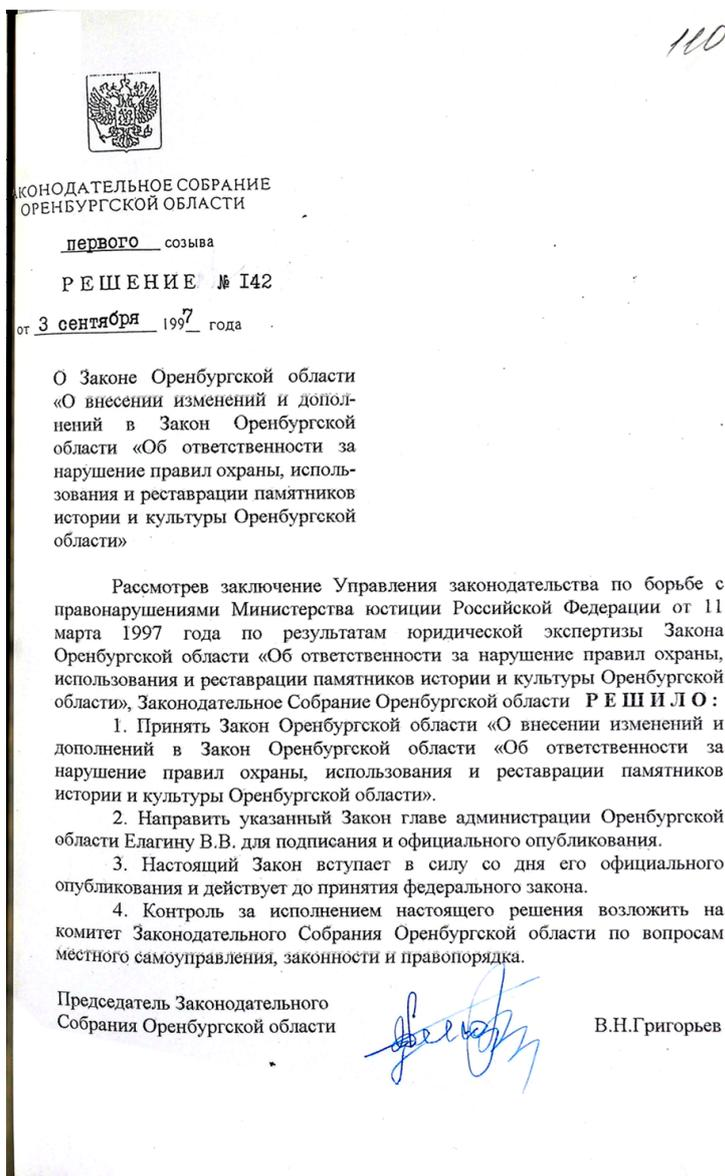 110
ЗАКОНОДАТЕЛЬНОЕ СОБРАНИЕ
ОРЕНБУРГСКОЙ ОБЛАСТИ
первого созыва
РЕШЕНИЕ № I42
от 3 сентября 1997 года
О Законе Оренбургской области
«О внесении изменений и допол-
нений в Закон Оренбургской
области «Об ответственности за
нарушение правил охраны, исполь-
зования и реставрации памятников
истории и культуры Оренбургской
области»
Рассмотрев заключение Управления законодательства по борьбе с
правонарушениями Министерства юстиции Российской Федерации от 11
марта 1997 года по результатам юридической экспертизы Закона
Оренбургской области «Об ответственности за нарушение правил охраны,
использования и реставрации памятников истории и культуры Оренбургской
области», Законодательное Собрание Оренбургской области РЕШИЛО:
1. Принять Закон Оренбургской области «О внесении изменений и
дополнений в Закон Оренбургской области «Об ответственности за
нарушение правил охраны, использования и реставрации памятников
истории и культуры Оренбургской области».
2. Направить указанный Закон главе администрации Оренбургской
области Елагину В.В. для подписания и официального опубликования.
3. Настоящий Закон вступает в силу со дня его официального
опубликования и действует до принятия федерального закона.
4. Контроль за исполнением настоящего решения возложить на
комитет Законодательного Собрания Оренбургской области по вопросам
местного самоуправления, законности и правопорядка.
Председатель Законодательного
Собрания Оренбургской области В.Н.Григорьев